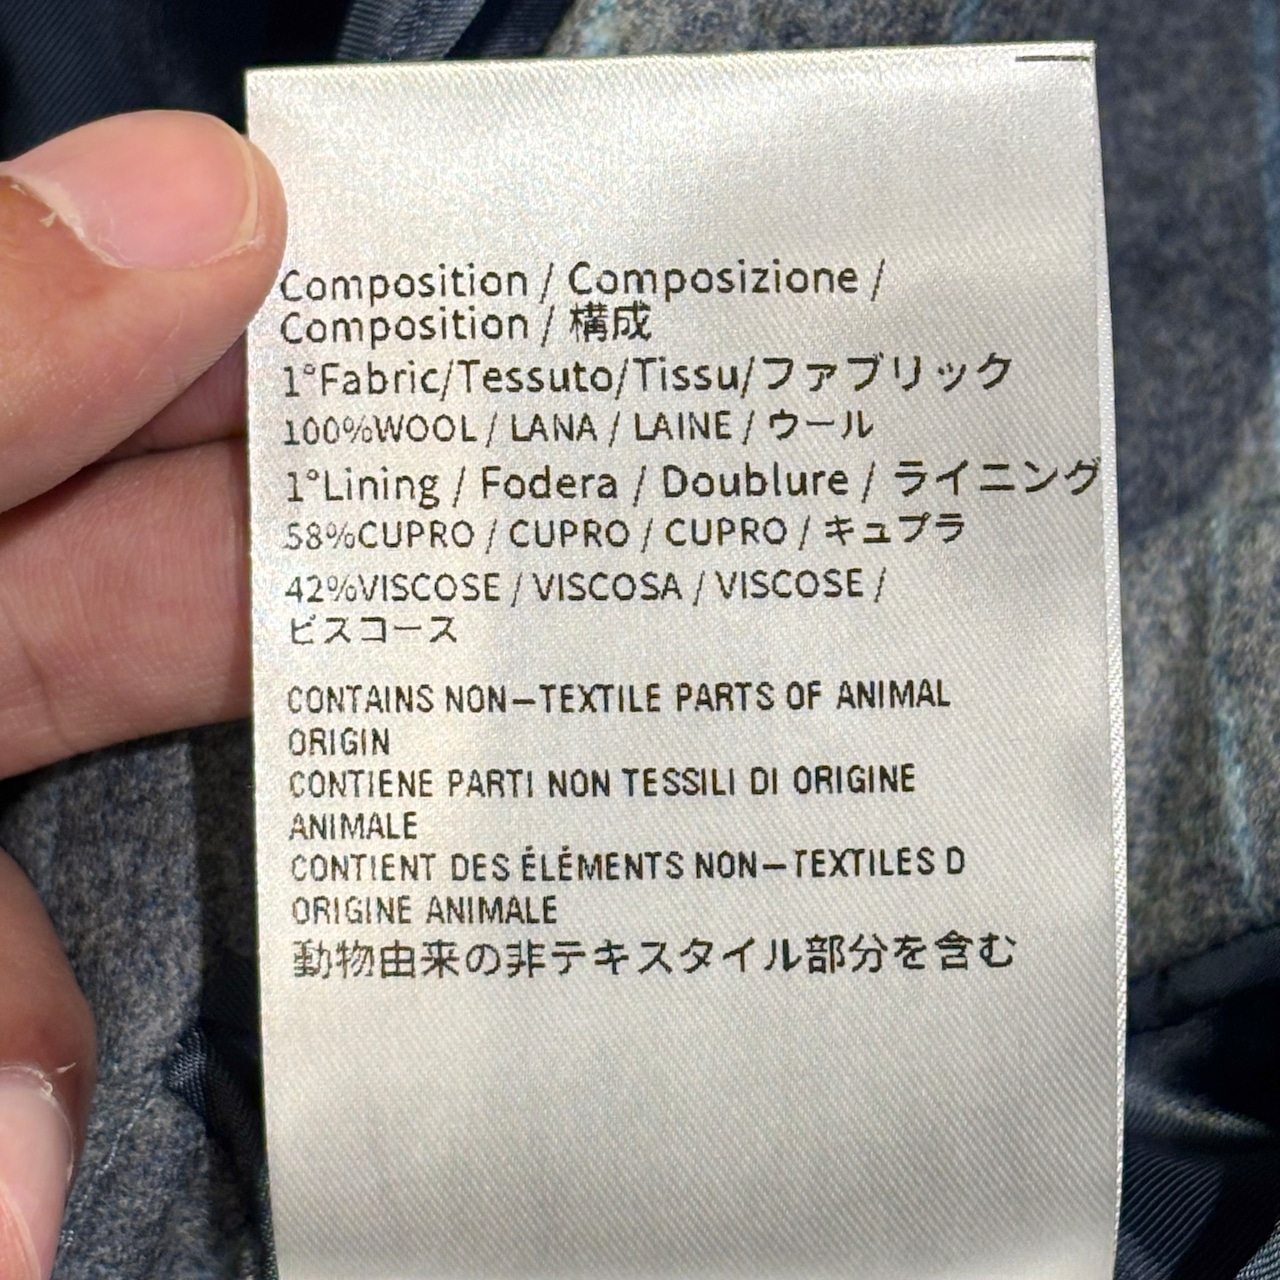 Composition / Composizione /
Composition / 構成
1°Fabric/Tessuto/Tissu/ファブリック
100%WOOL / LANA / LAINE / ウール
1°Lining / Fodera / Doublure / ライニング
58%CUPRO / CUPRO / CUPRO / キュプラ
42%VISCOSE / VISCOSA / VISCOSE /
ビスコース
CONTAINS NON–TEXTILE PARTS OF ANIMAL
ORIGIN
CONTIENE PARTI NON TESSILI DI ORIGINE
ANIMALE
CONTIENT DES ÉLÉMENTS NON–TEXTILES D
ORIGINE ANIMALE
動物由来の非テキスタイル部分を含む